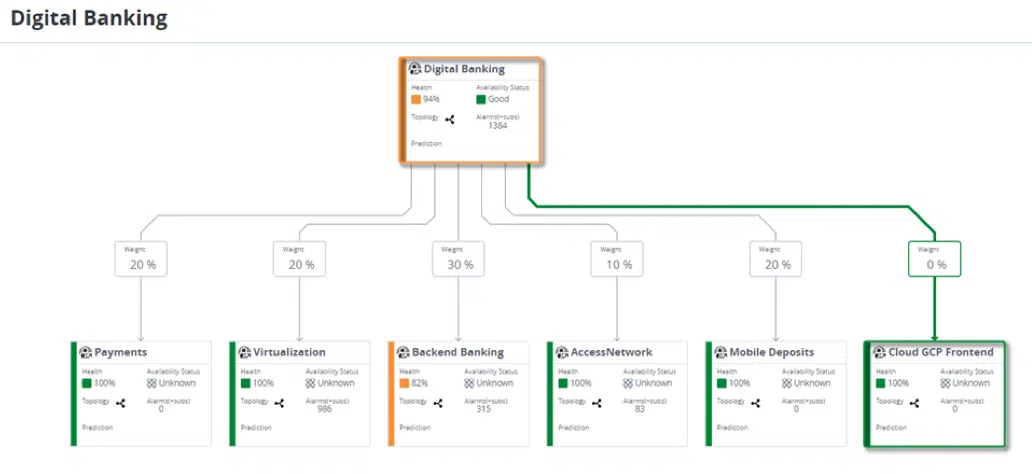 Digital Banking
Digital Banking
Health Availability Status
94% Good
Topology Alarms(+subs)
1384
Prediction
Weight Weight Weight Weight Weight Weight
20 % 20 % 30 % 10 % 20 % 0 %
Payments Virtualization Backend Banking AccessNetwork Mobile Deposits Cloud GCP Frontend
Health Availability Status Health Availability Status Health Availability Status Health Availability Status Health Availability Status Health Availability Status
100% Unknown 100% Unknown 82% Unknown 100% Unknown 100% Unknown 100% Unknown
Topology Alarms(+subs) Topology Alarms(+subs) Topology Alarms(+subs) Topology Alarms(+subs) Topology Alarms(+subs) Topology Alarms(+subs)
0 986 315 83 0 0
Prediction Prediction Prediction Prediction Prediction Prediction